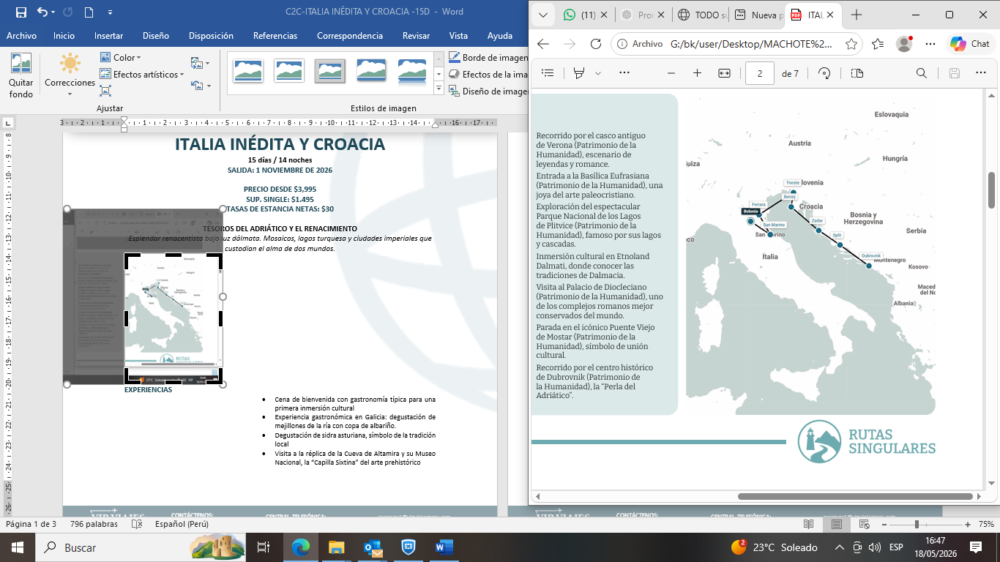 C2C-ITALIA INÉDITA Y CROACIA -15D - Word
Archivo Inicio Insertar Diseño Disposición Referencias Correspondencia Revisar Vista Ayuda
Quitar fondo
Correcciones
Color
Efectos artísticos
Ajustar
Estilos de imagen
Borde de imagen
Efectos de la ima
Diseño de imagen
ITALIA INÉDITA Y CROACIA
15 días / 14 noches
SALIDA: 1 NOVIEMBRE DE 2026
PRECIO DESDE $3,995
SUP. SINGLE: $1.495
TASAS DE ESTANCIA NETAS: $30
TESOROS DEL ADRIÁTICO Y EL RENACIMIENTO
Esplendor renacentista bajo luz dálmata. Mosaicos, lagos turquesa y ciudades imperiales que
custodian el alma de dos mundos.
RUTAS
SINGULARES
EXPERIENCIAS
• Cena de bienvenida con gastronomía típica para una
primera inmersión cultural
• Experiencia gastronómica en Galicia: degustación de
mejillones de la ría con copa de albariño.
• Degustación de sidra asturiana, símbolo de la tradición
local
• Visita a la réplica de la Cueva de Altamira y su Museo
Nacional, la “Capilla Sixtina” del arte prehistórico
CONTÁCTENOS:
CENTRAL TELEFÓNICA:
Página 1 de 3 796 palabras Español (Perú)
75%
(11)
Pror
TODO su
Nueva p
ITAL
Archivo G:/bk/user/Desktop/MACHOTE%2...
Chat
2 de 7
Recorrido por el casco antiguo
de Verona (Patrimonio de la
Humanidad), escenario de
leyendas y romance.
Entrada a la Basílica Eufrasiana
(Patrimonio de la Humanidad), una
joya del arte paleocristiano.
Exploración del espectacular
Parque Nacional de los Lagos
de Plitvice (Patrimonio de la
Humanidad), famoso por sus lagos
y cascadas.
Inmersión cultural en Etnoland
Dalmati, donde conocer las
tradiciones de Dalmacia.
Visita al Palacio de Diocleciano
(Patrimonio de la Humanidad), uno
de los complejos romanos mejor
conservados del mundo.
Parada en el icónico Puente Viejo
de Mostar (Patrimonio de la
Humanidad), símbolo de unión
cultural.
Recorrido por el centro histórico
de Dubrovnik (Patrimonio de
la Humanidad), la “Perla del
Adriático”.
Eslovaquia
Austria
Hungría
uiza
Trieste
lovenia
Rovinj
Croacia
Ferrara
Bolonia
San Marino
San Marino
Zadar
Bosnia y
Herzegovina
Split
Serbia
Italia
Dubrovnik
Montenegro
Kosovo
Maced
del No
Albania
aco
RUTAS
SINGULARES
Buscar
23°C Soleado
ESP
16:47
18/05/2026